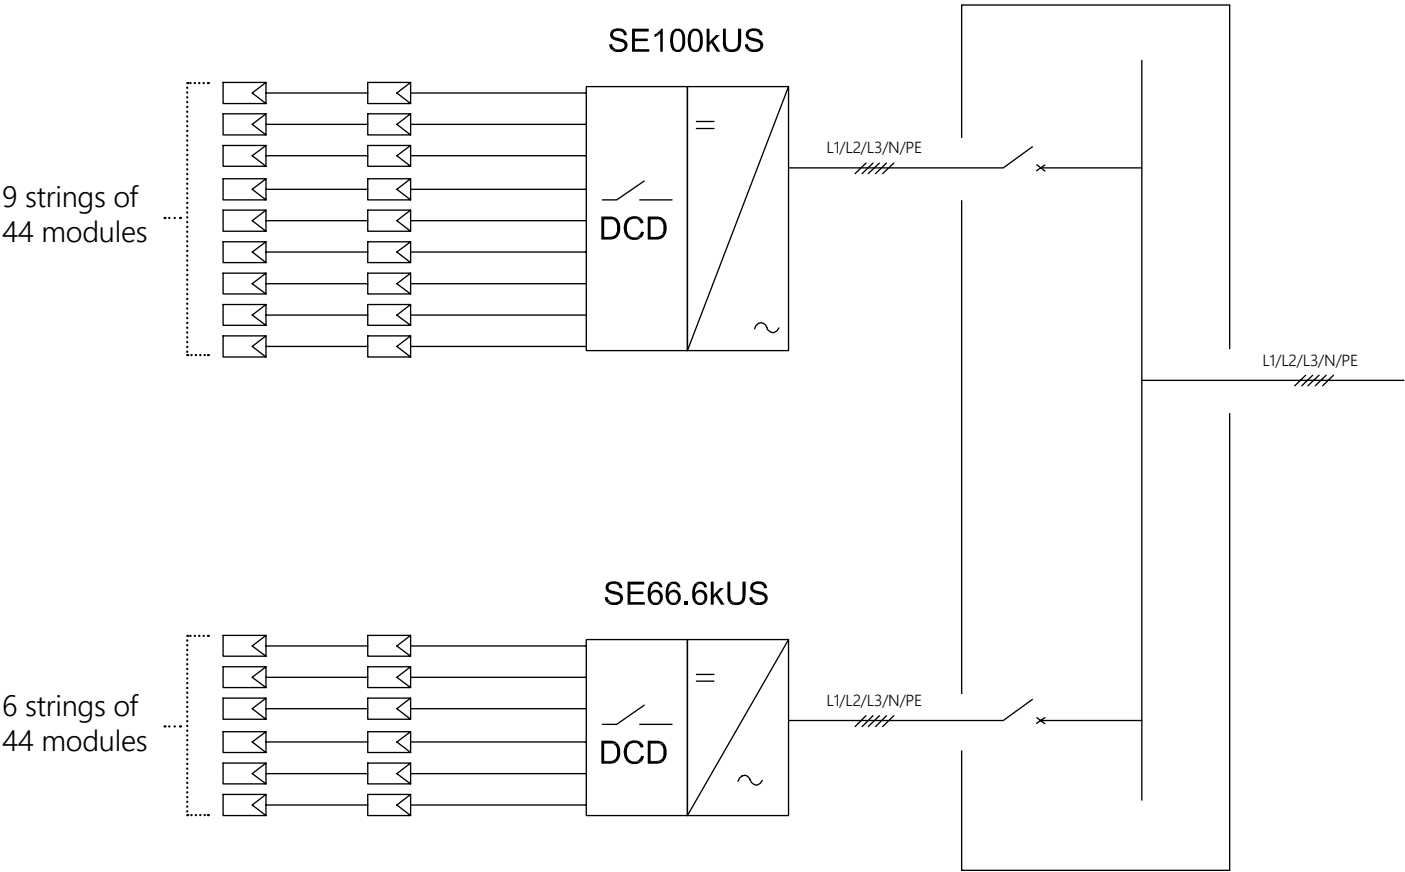 SE100kUS
9 strings of
44 modules
DCD
L1/L2/L3/N/PE
L1/L2/L3/N/PE
SE66.6kUS
6 strings of
44 modules
DCD
L1/L2/L3/N/PE